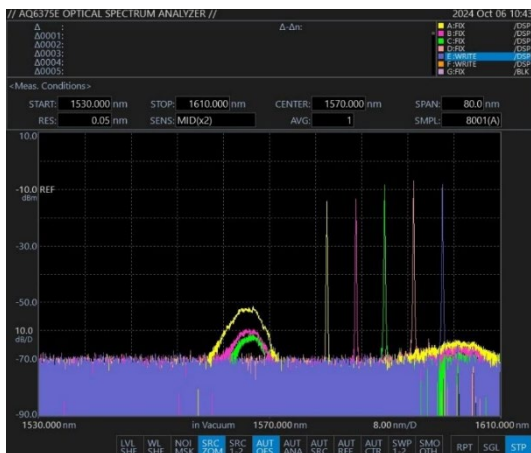 // AQ6375E OPTICAL SPECTRUM ANALYZER // 2024 Oct 06 10:43
Δ : Δ-Δn:
Δ0001:
Δ0002:
Δ0003:
Δ0004:
Δ0005:
A:FIX /DSP
B:FIX /DSP
C:FIX /DSP
D:FIX /DSP
E:WRITE /DSP
F:WRITE /DSP
G:FIX /BLK
<Meas. Conditions>
START: 1530.000 nm STOP: 1610.000 nm CENTER: 1570.000 nm SPAN: 80.0 nm
RES: 0.05 nm SENS: MID(x2) AVG: 1 SMPL: 8001(A)
10.0
-10.0 REF
dBm
-30.0
-50.0
10.0
dB/D
-70.0
-90.0
1530.000 nm in Vacuum 1570.000 nm 8.00 nm/D 1610.000 nm
LVL SHF WL SHF NOI MSK SRC ZOM SRC 1-2 AUT OFS AUT ANA AUT SRC AUT REF AUT CTR SWP 1-2 SMO OTH RPT SGL STP